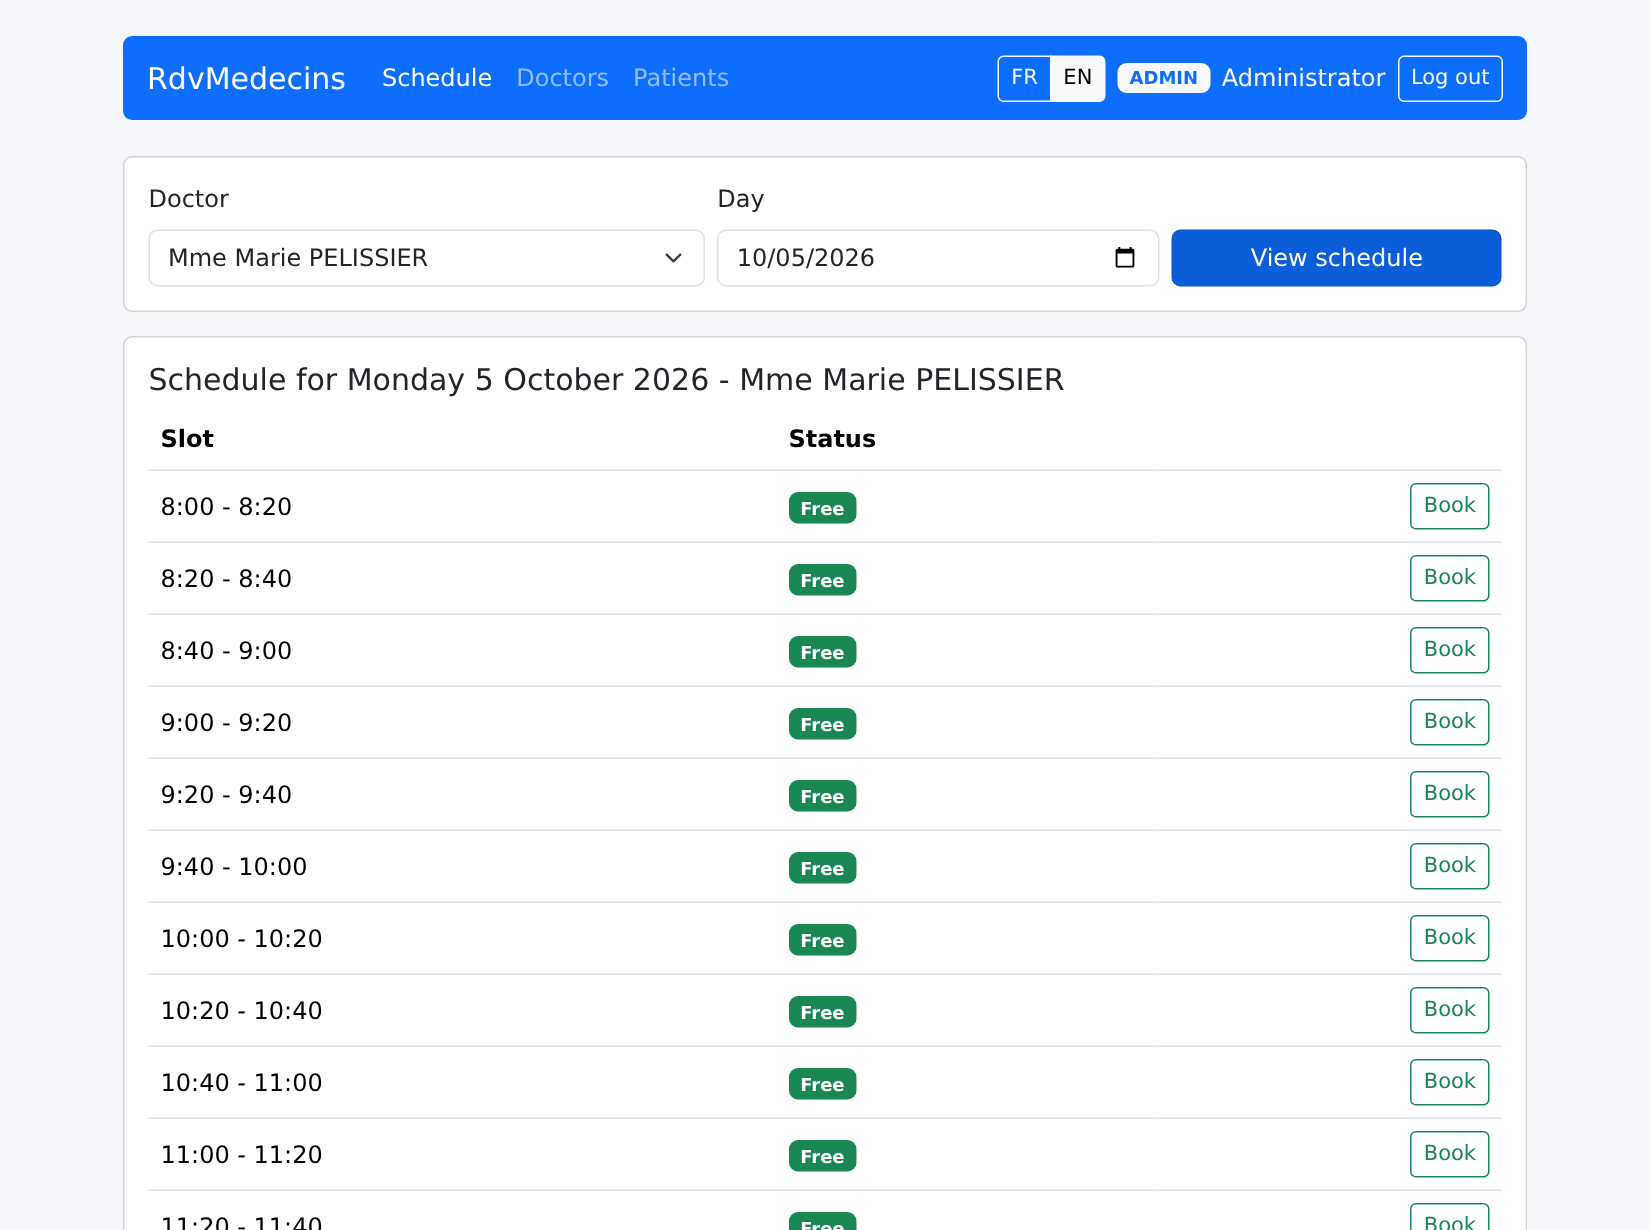 RdvMedecins Schedule Doctors Patients FR EN ADMIN Administrator Log out
Doctor Day
Mme Marie PELISSIER 10/05/2026 View schedule
Schedule for Monday 5 October 2026 - Mme Marie PELISSIER
Slot Status
8:00 - 8:20 Free Book
8:20 - 8:40 Free Book
8:40 - 9:00 Free Book
9:00 - 9:20 Free Book
9:20 - 9:40 Free Book
9:40 - 10:00 Free Book
10:00 - 10:20 Free Book
10:20 - 10:40 Free Book
10:40 - 11:00 Free Book
11:00 - 11:20 Free Book
11:20 - 11:40 Free Book